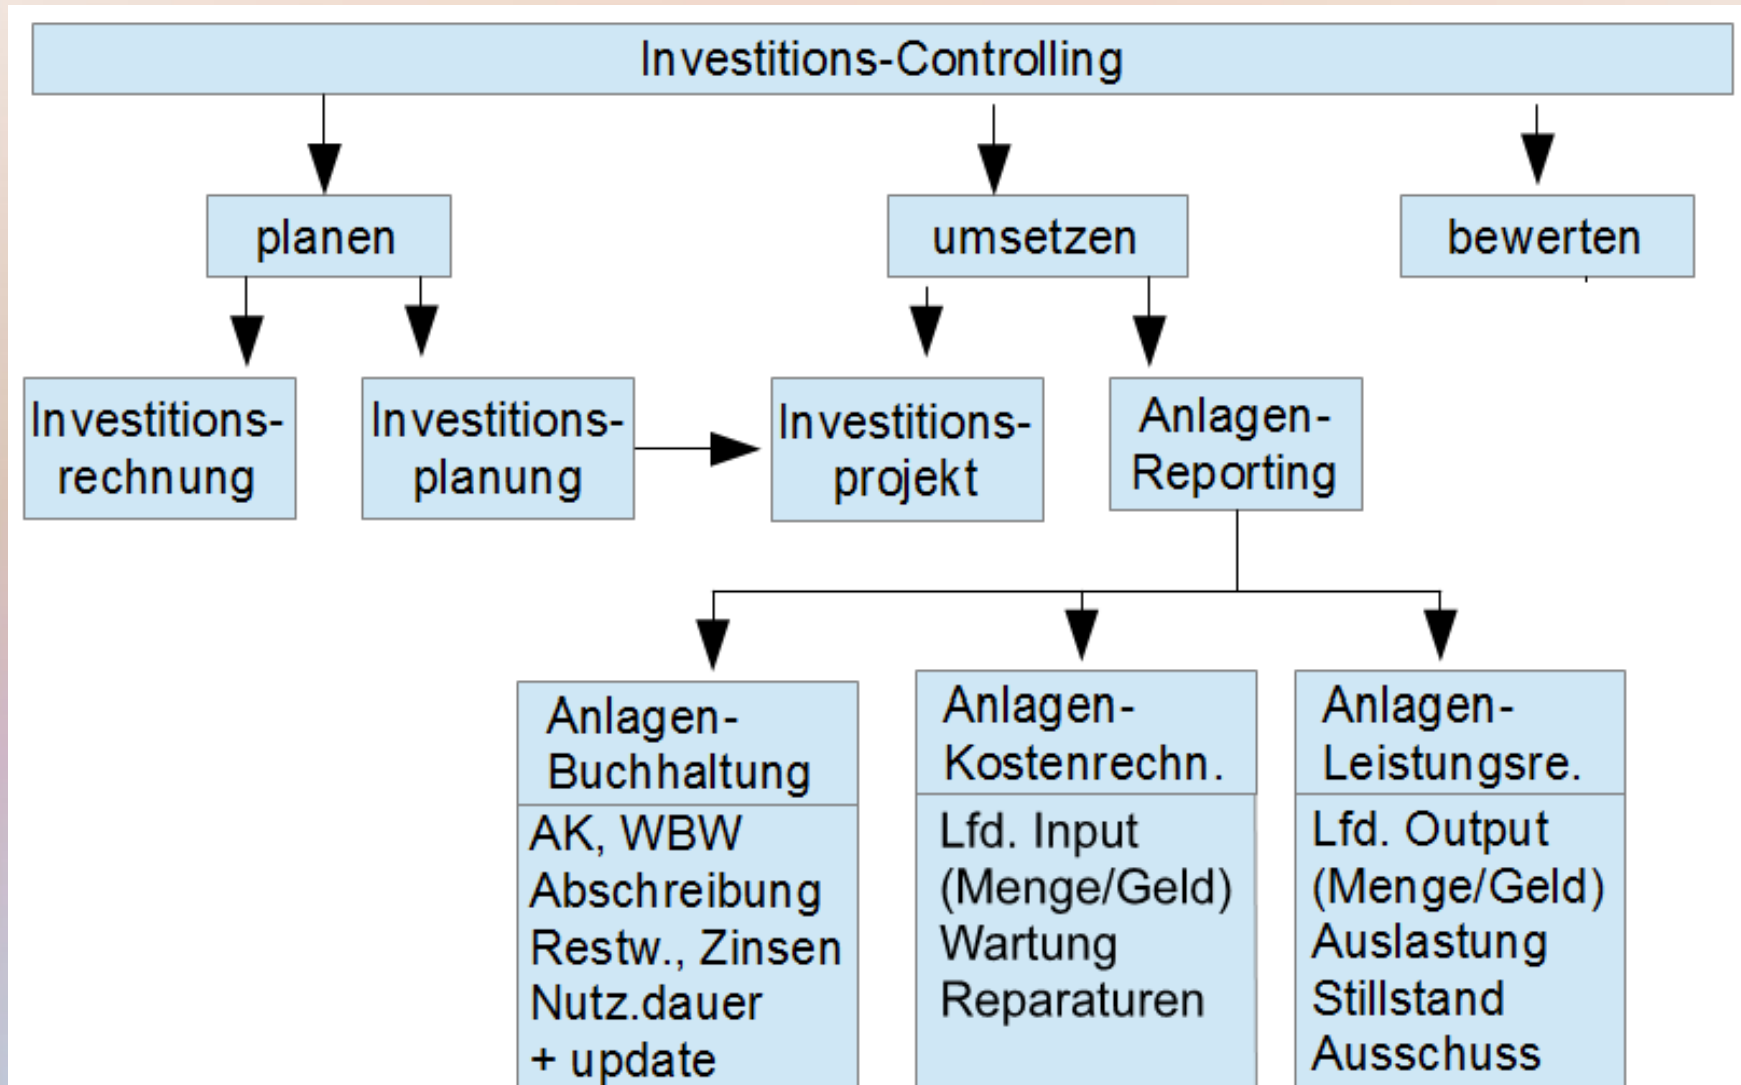 Investitions-Controlling
planen
umsetzen
bewerten
Investitions-
rechnung
Investitions-
planung
Investitions-
projekt
Anlagen-
Reporting
Anlagen-
Buchhaltung
AK, WBW
Abschreibung
Restw., Zinsen
Nutz.dauer
+ update
Anlagen-
Kostenrechn.
Lfd. Input
(Menge/Geld)
Wartung
Reparaturen
Anlagen-
Leistungsre.
Lfd. Output
(Menge/Geld)
Auslastung
Stillstand
Ausschuss